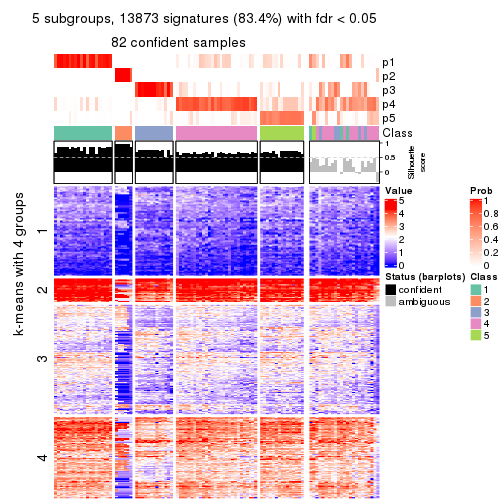 5 subgroups, 13873 signatures (83.4%) with fdr < 0.05
82 confident samples
p1
p2
p3
p4
p5
Class
1
0.5
0
Silhouette
score
k-means with 4 groups
1
2
3
4
Value
5
4
3
2
1
0
Prob
1
0.8
0.6
0.4
0.2
0
Status (barplots)
confident
ambiguous
Class
1
2
3
4
5